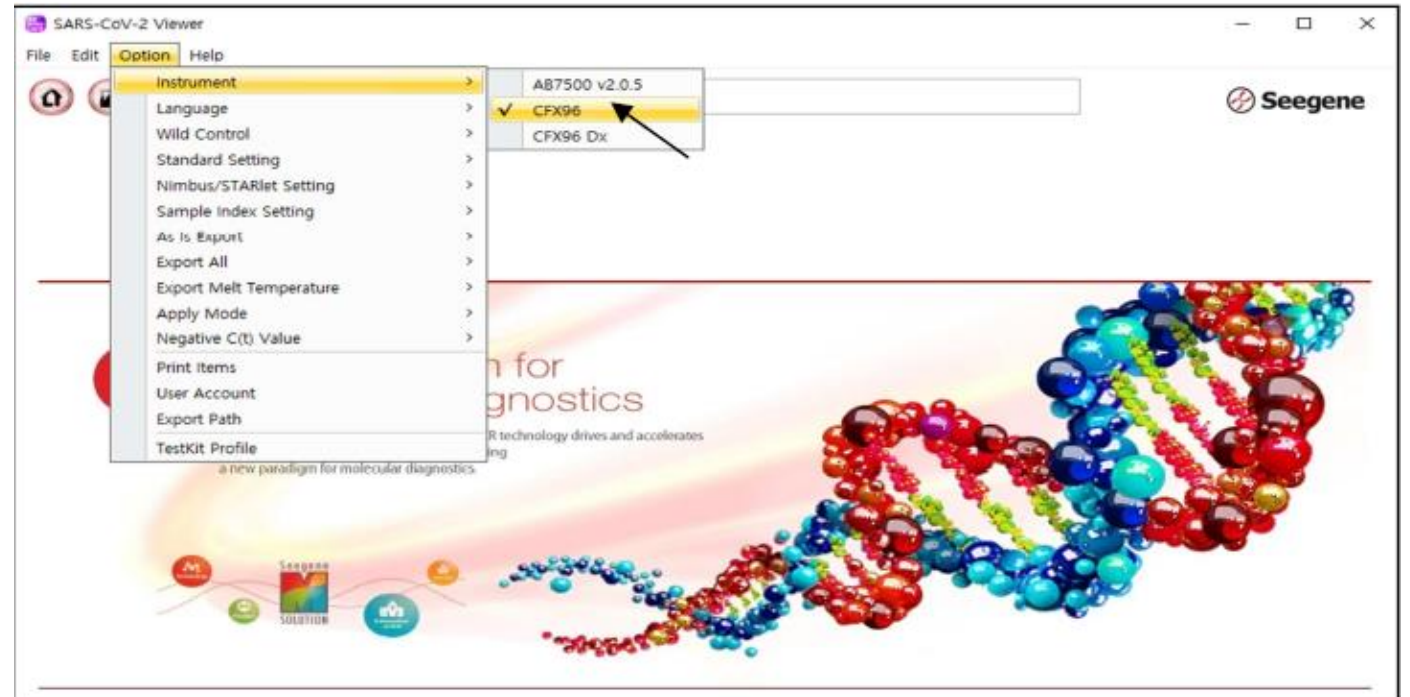 SARS-CoV-2 Viewer
File Edit Option Help
Instrument
Language
Wild Control
Standard Setting
Nimbus/STARlet Setting
Sample Index Setting
As Is Export
Export All
Export Melt Temperature
Apply Mode
Negative C(t) Value
Print Items
User Account
Export Path
TestKit Profile
AB7500 v2.0.5
CFX96
CFX96 Dx
Seegene
for
gnostics
R technology drives and accelerates
ing
a new paradigm for molecular diagnostics.
Seegene
SOLUTION